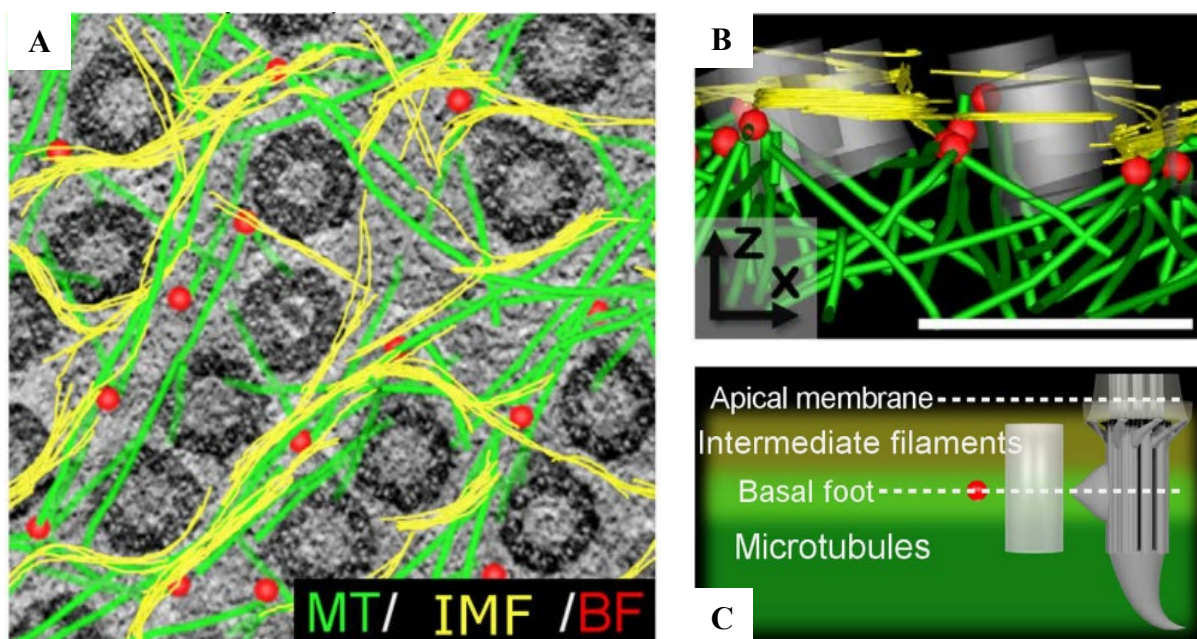 A
MT/ IMF /BF
B
Z
X
Apical membrane
Intermediate filaments
Basal foot
Microtubules
C